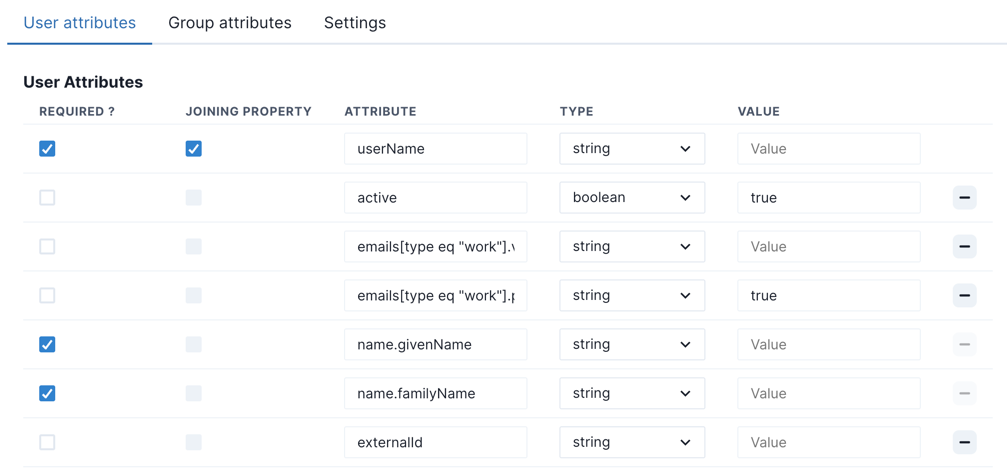 User attributes Group attributes Settings
User Attributes
REQUIRED ? JOINING PROPERTY ATTRIBUTE TYPE VALUE
userName string Value
active boolean true
emails[type eq "work"].v string Value
emails[type eq "work"].p string true
name.givenName string Value
name.familyName string Value
externalId string Value